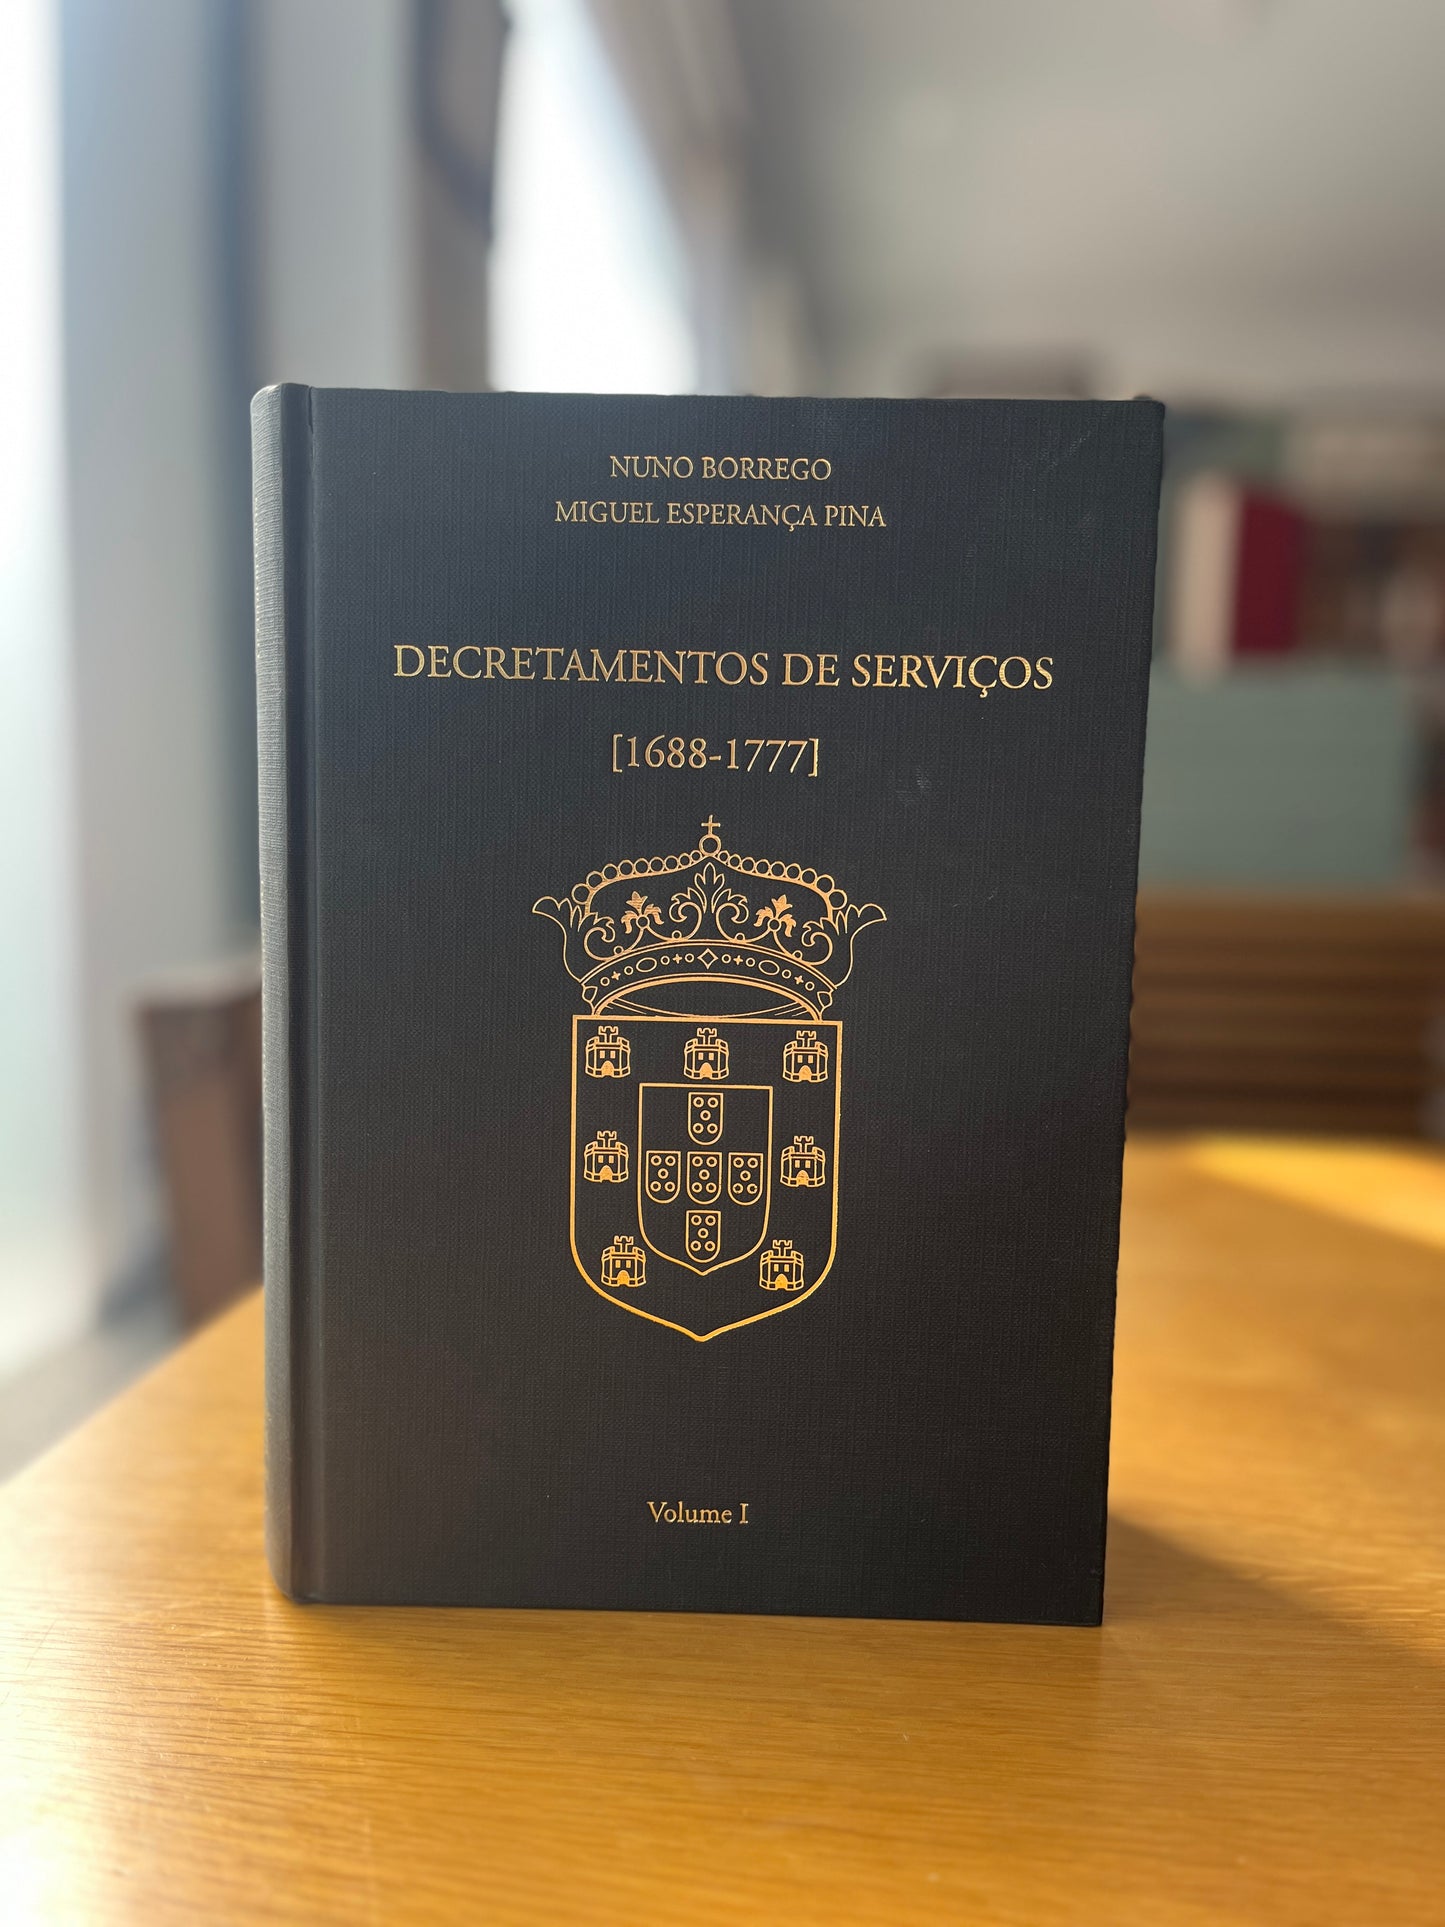 NUNO BORREGO
MIGUEL ESPERANÇA PINA
DECRETAMENTOS DE SERVIÇOS
[1688-1777]
Volume I